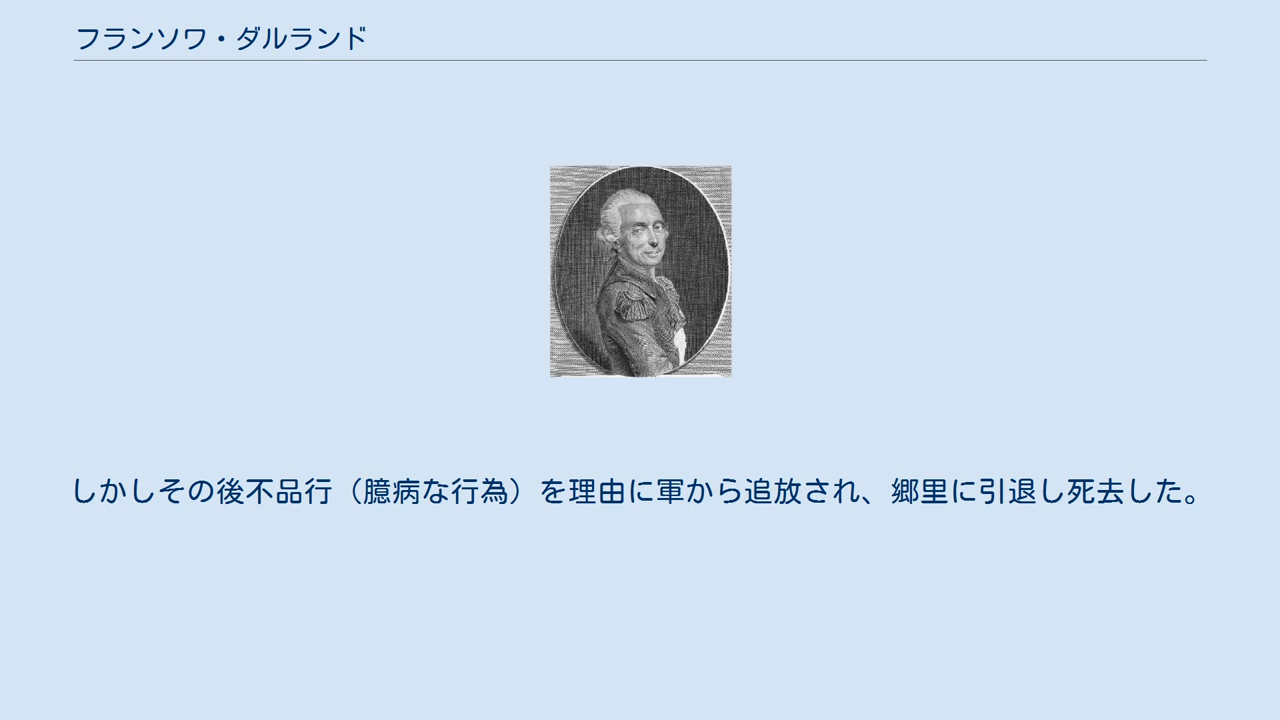 フランソワ・ダルランド
しかしその後不品行（臆病な行為）を理由に軍から追放され、郷里に引退し死去した。